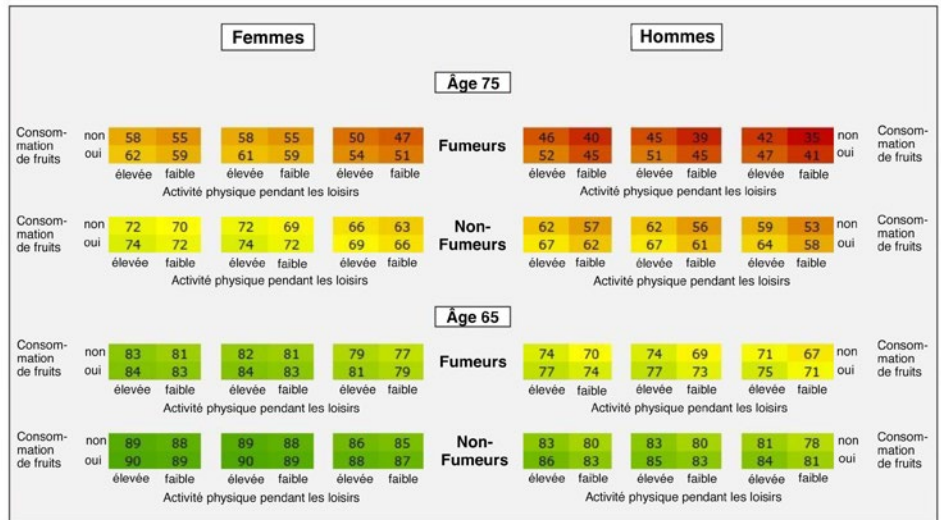 Femmes Hommes
Âge 75
Consom-
mation
de fruits
non 58 55 58 55 50 47 Fumeurs 46 40 45 39 42 35 non Consom-
mation
de fruits
oui 62 59 61 59 54 51 52 45 51 45 47 41 oui
élevée faible élevée faible élevée faible élevée faible élevée faible élevée faible
Activité physique pendant les loisirs Activité physique pendant les loisirs
Consom-
mation
de fruits
non 72 70 72 69 66 63 Non-
Fumeurs 62 57 62 56 59 53 non Consom-
mation
de fruits
oui 74 72 74 72 69 66 67 62 67 61 64 58 oui
élevée faible élevée faible élevée faible élevée faible élevée faible élevée faible
Activité physique pendant les loisirs Activité physique pendant les loisirs
Âge 65
Consom-
mation
de fruits
non 83 81 82 81 79 77 Fumeurs 74 70 74 69 71 67 non Consom-
mation
de fruits
oui 84 83 84 83 81 79 77 74 77 73 75 71 oui
élevée faible élevée faible élevée faible élevée faible élevée faible élevée faible
Activité physique pendant les loisirs Activité physique pendant les loisirs
Consom-
mation
de fruits
non 89 88 89 88 86 85 Non-
Fumeurs 83 80 83 80 81 78 non Consom-
mation
de fruits
oui 90 89 90 89 88 87 86 83 85 83 84 81 oui
élevée faible élevée faible élevée faible élevée faible élevée faible élevée faible
Activité physique pendant les loisirs Activité physique pendant les loisirs